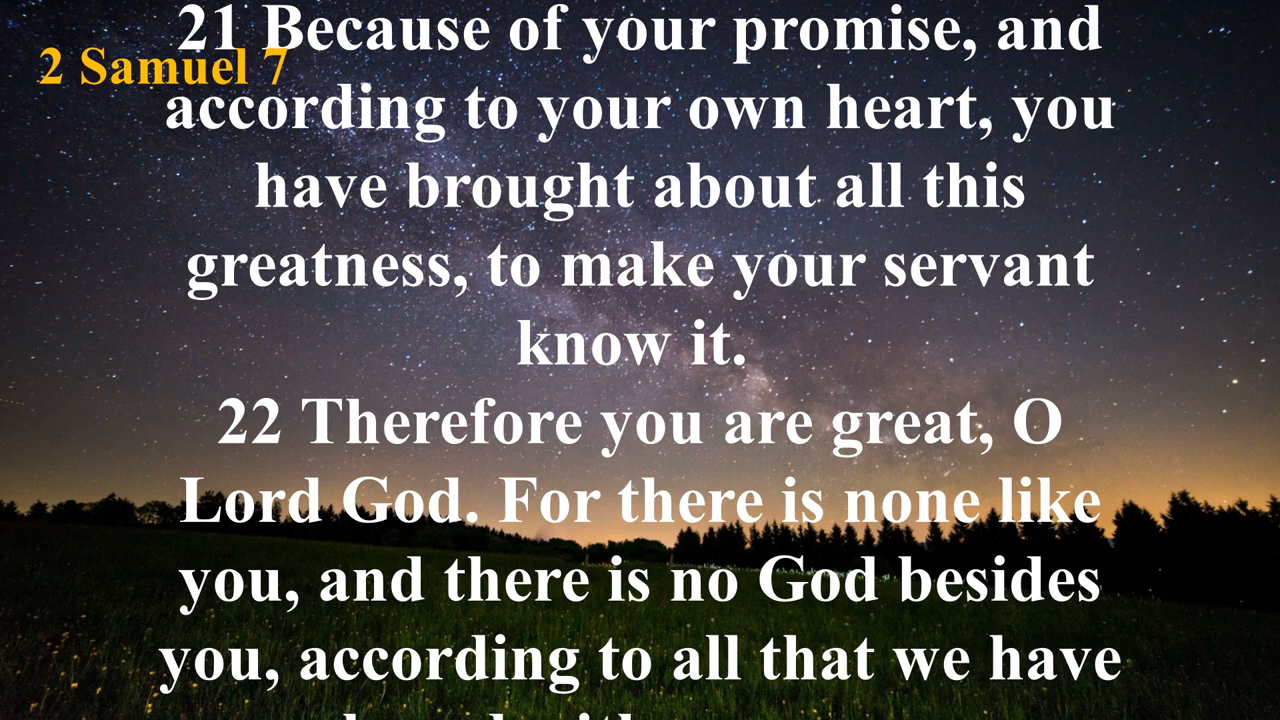 2 Samuel 7
21 Because of your promise, and
according to your own heart, you
have brought about all this
greatness, to make your servant
know it.
22 Therefore you are great, O
Lord God. For there is none like
you, and there is no God besides
you, according to all that we have